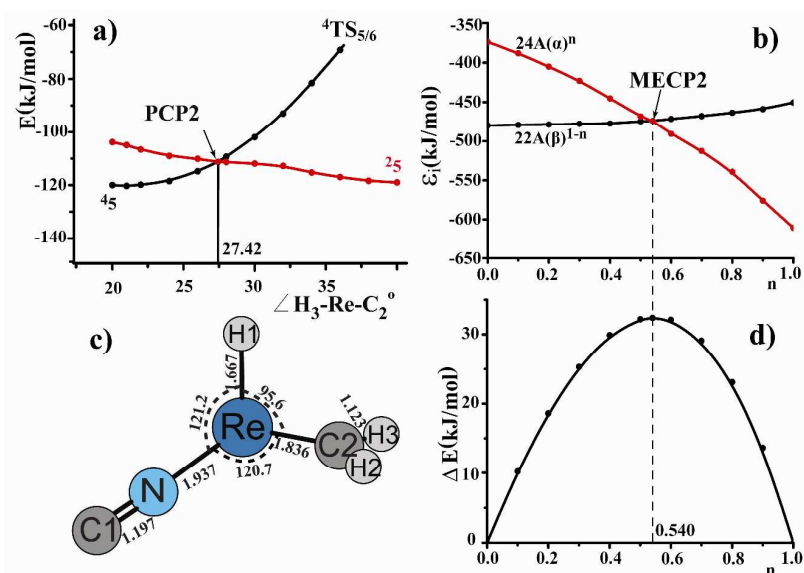 a)
E(kJ/mol)
-60
-80
-100
-120
-140
⁴TS₅/₆
PCP2
²5
⁴5
27.42
20 25 30 35
∠H₃-Re-C₂°
b)
εᵢ(kJ/mol)
-350
-400
-450
-500
-550
-600
-650
24A(α)ⁿ
MECP2
22A(β)¹⁻ⁿ
0.0 0.2 0.4 0.6 0.8 1.0
n
c)
H1
1.667
121.2
95.6
Re
1.123
H3
C2
H2
1.836
120.7
1.937
N
C1
1.197
d)
ΔE(kJ/mol)
30
20
10
0
0.540
0.0 0.2 0.4 0.6 0.8 1.0
n